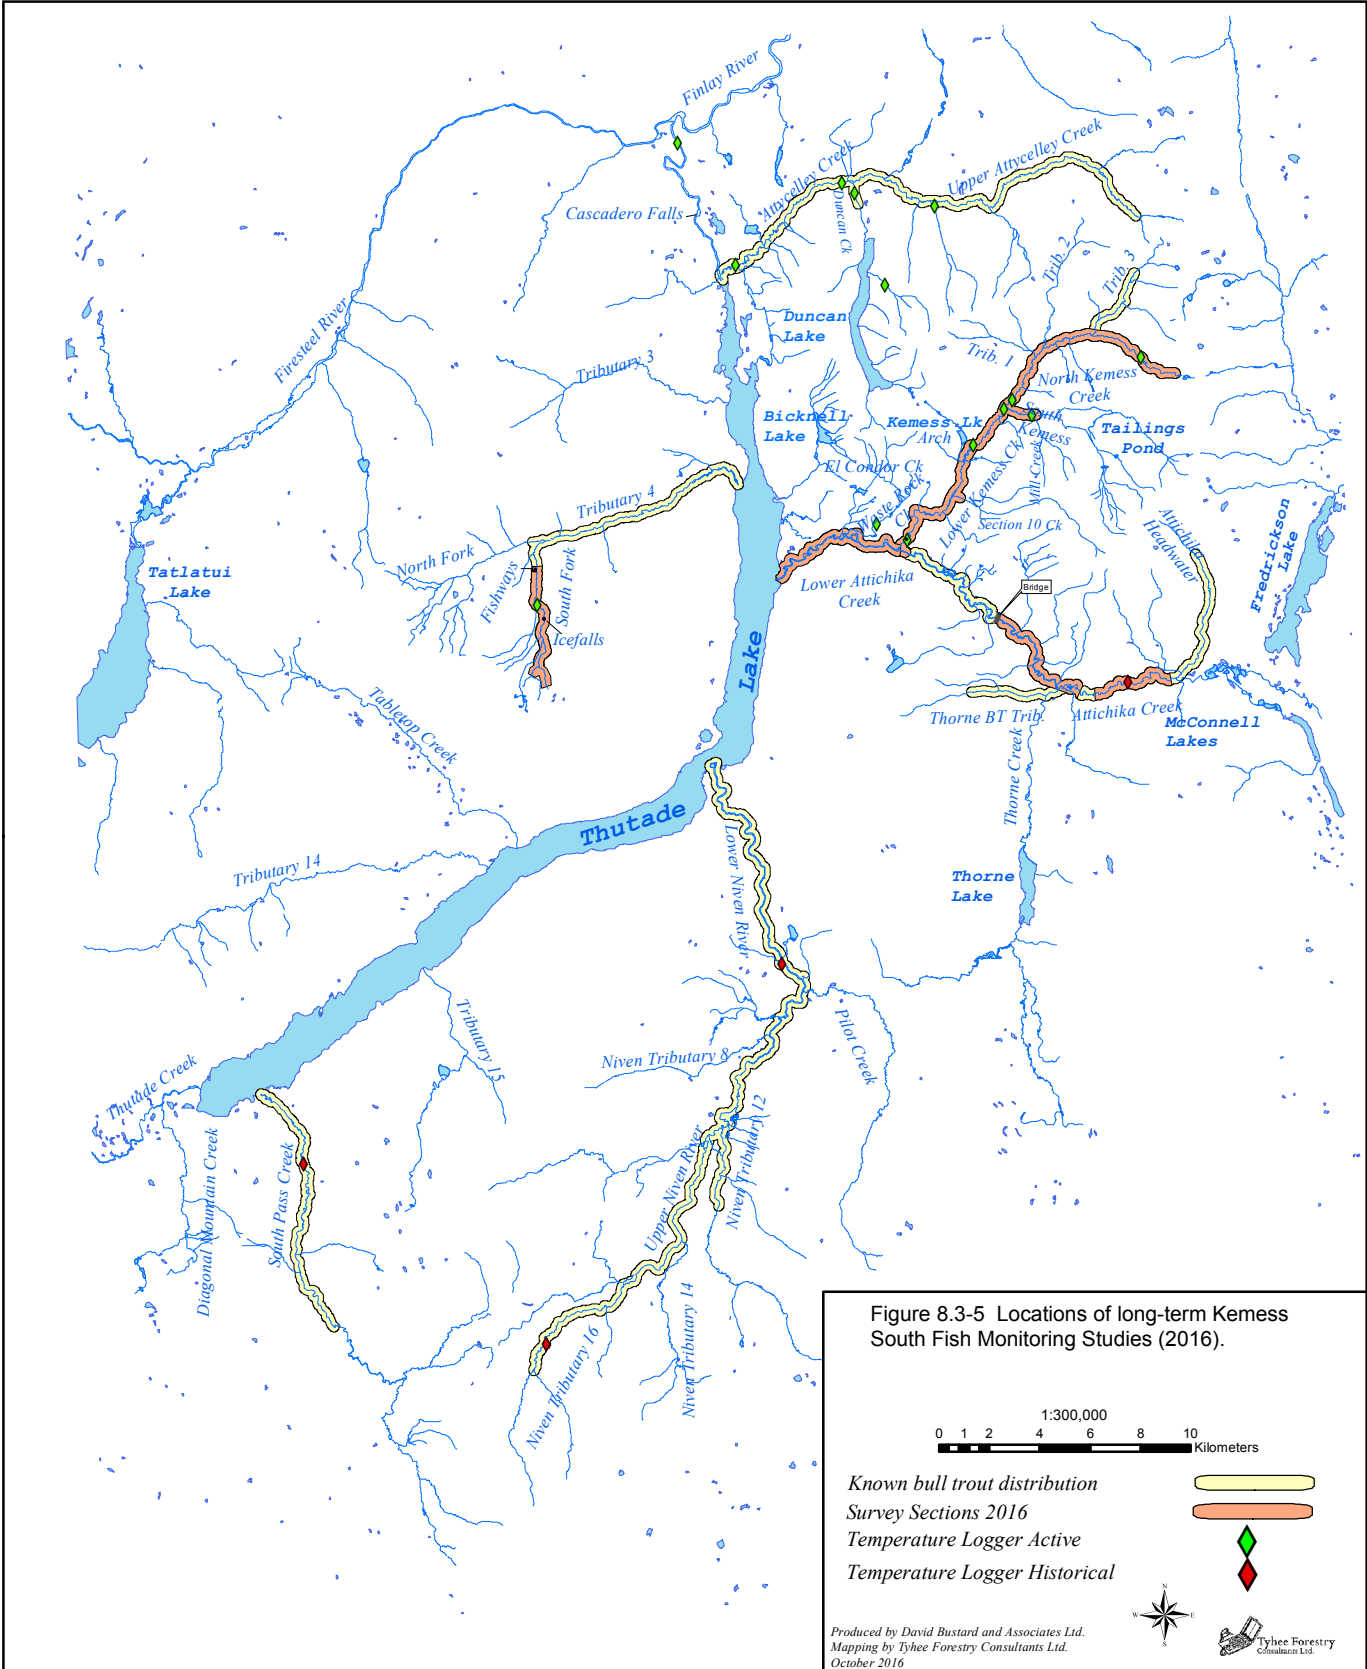 Finlay River
Cascadero Falls
Attycelley Creek
Upper Attycelley Creek
Duncan Ck
Trib. 2
Trib. 3
Firesteel River
Duncan
Lake
Tributary 3
Trib. 1
North Kemess
Creek
Bicknell
Lake
Kemess Lk
Arch
South
Kemess
Tailings
Pond
El Condor Ck
Mill Creek
Lower Kemess Ck
Waste Rock
Ck
Section 10 Ck
Tributary 4
Attichika
Headwater
Fredrickson
Lake
North Fork
Fishways
South Fork
Icefalls
Tatlatui
Lake
Lower Attichika
Creek
Bridge
Lake
Thutade
Tabletop Creek
Thorne BT Trib.
Attichika Creek
McConnell
Lakes
Thorne Creek
Thorne
Lake
Lower Niven River
Tributary 14
Tributary 15
Pilot Creek
Niven Tributary 8
Thutade Creek
Diagonal Mountain Creek
South Pass Creek
Upper Niven River
Niven Tributary 12
Niven Tributary 14
Niven Tributary 16
Figure 8.3-5 Locations of long-term Kemess
South Fish Monitoring Studies (2016).
1:300,000
0 1 2 4 6 8 10
Kilometers
Known bull trout distribution
Survey Sections 2016
Temperature Logger Active
Temperature Logger Historical
N
W E
S
Produced by David Bustard and Associates Ltd.
Mapping by Tyhee Forestry Consultants Ltd.
October 2016
Tyhee Forestry
Consultants Ltd.